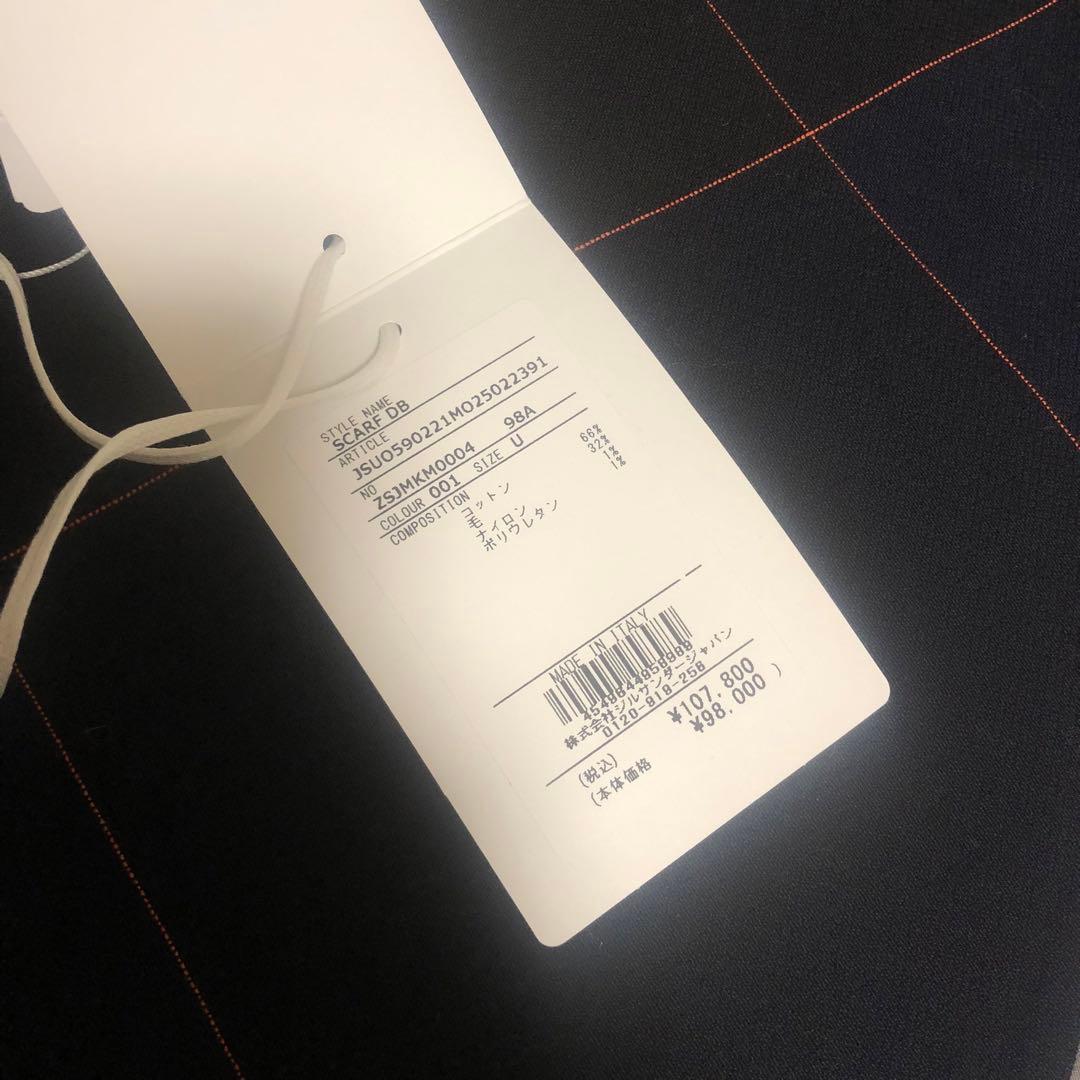 STYLE NAME
SCARF DB
ARTICLE
JSUO590221MO25022391
NO
ZSJMKM0004 98A
COLOUR 001 SIZE U
COMPOSITION
コットン 66%
毛 32%
ナイロン 1%
ポリウレタン 1%
MADE IN ITALY
株式会社ジルサンダージャパン
0120-919-256
(税込) ¥107,800
(本体価格 ¥98,000 )